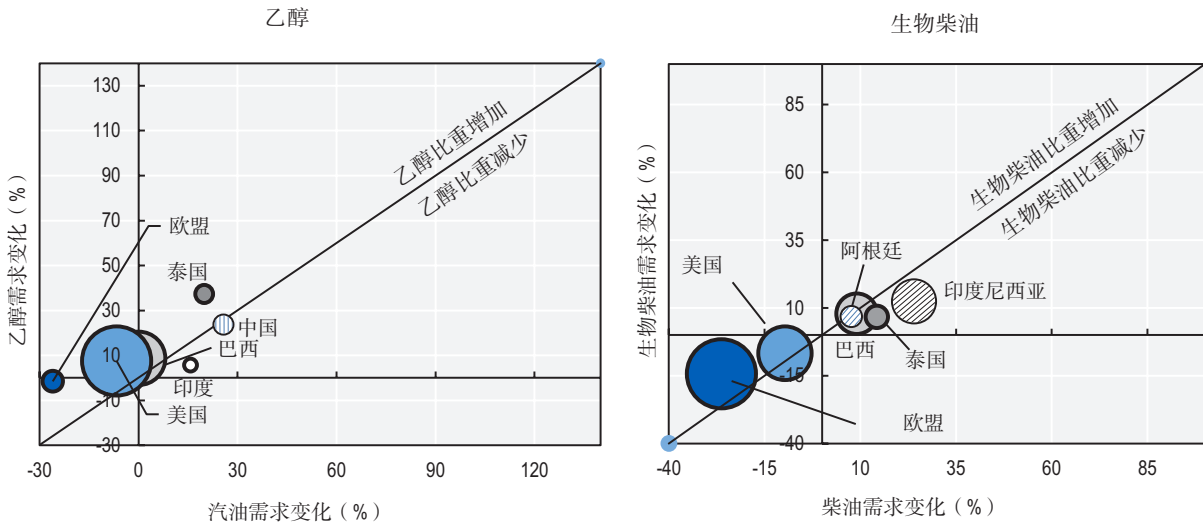 乙醇
乙醇需求变化（%）
130
110
90
70
50
30
10
-10
-30
乙醇比重增加
乙醇比重减少
欧盟
泰国
中国
巴西
印度
美国
-30
0
30
60
90
120
汽油需求变化（%）
生物柴油
生物柴油需求变化（%）
85
60
35
10
-15
-40
生物柴油比重增加
生物柴油比重减少
美国
阿根廷
印度尼西亚
巴西
泰国
欧盟
-40
-15
10
35
60
85
柴油需求变化（%）